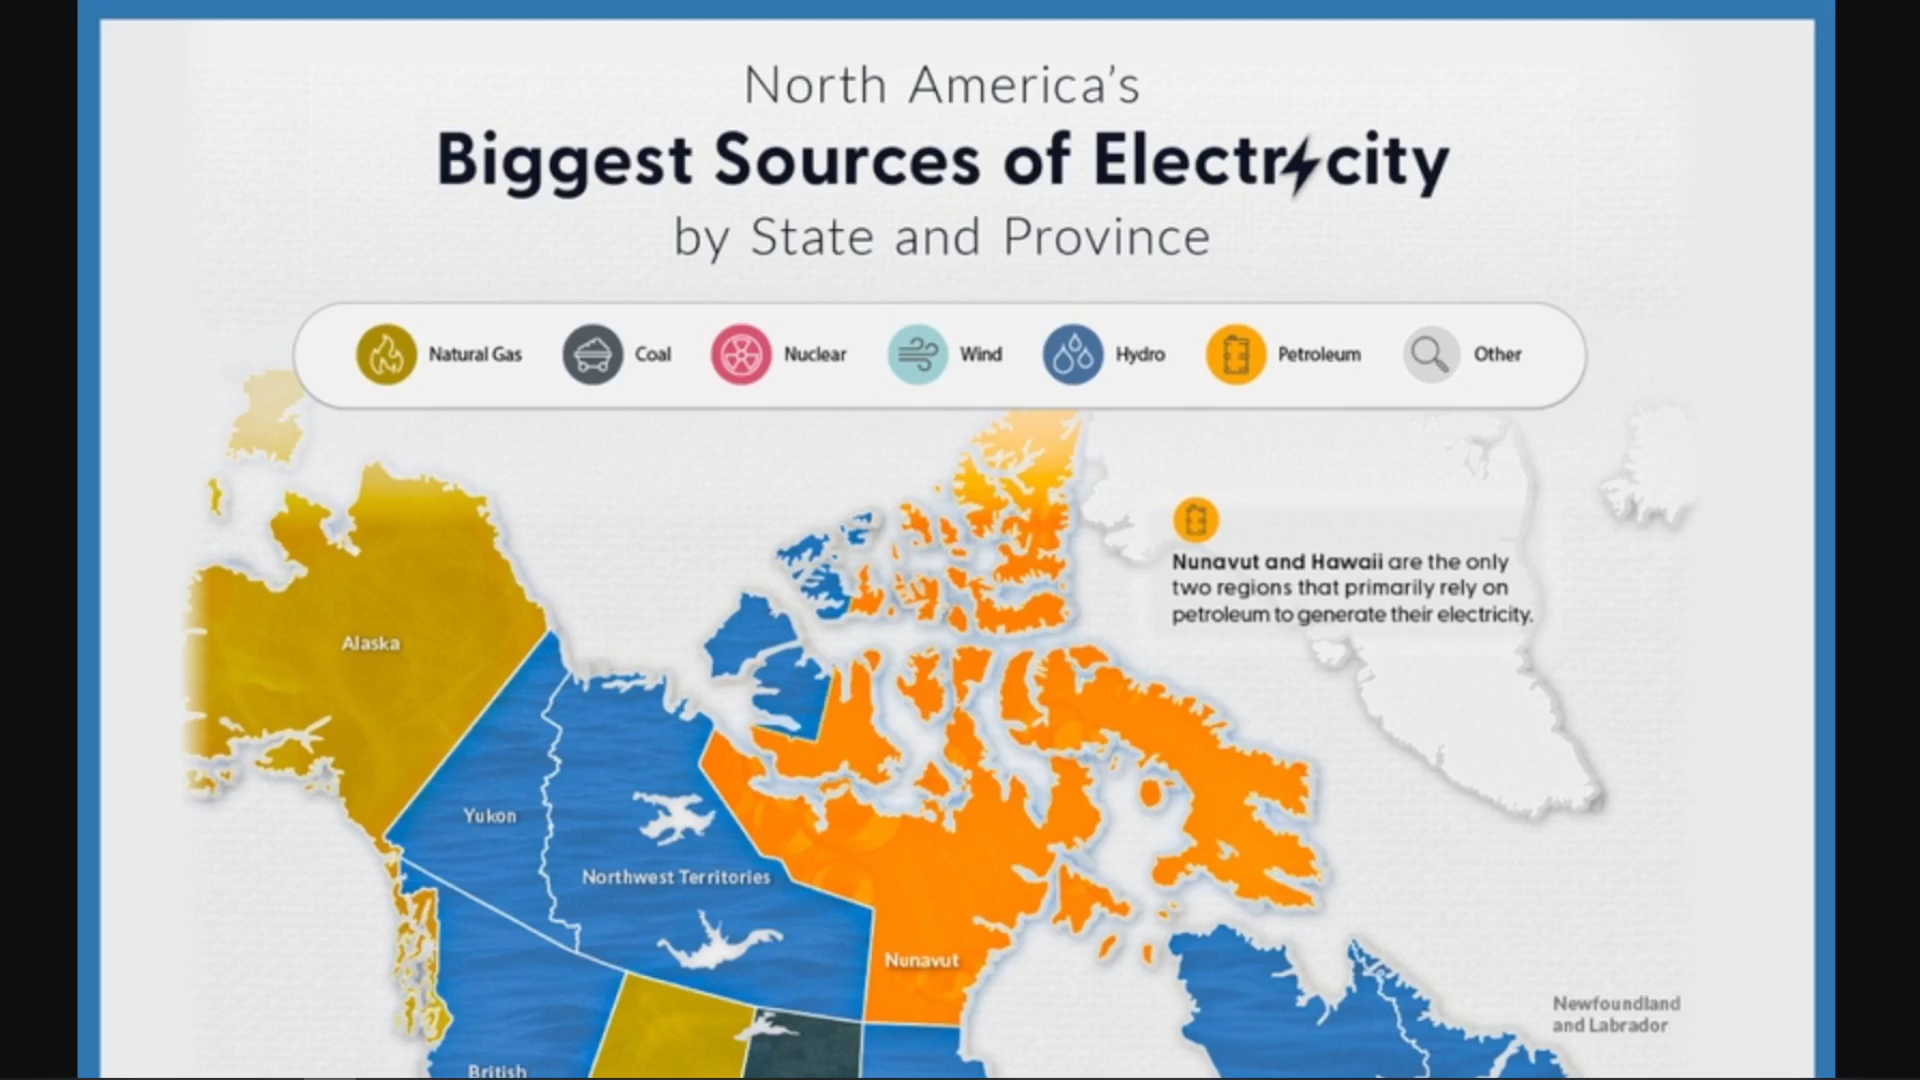 North America's
Biggest Sources of Electricity
by State and Province
Natural Gas
Coal
Nuclear
Wind
Hydro
Petroleum
Other
Nunavut and Hawaii are the only
two regions that primarily rely on
petroleum to generate their electricity.
Alaska
Yukon
Northwest Territories
Nunavut
Newfoundland
and Labrador
British